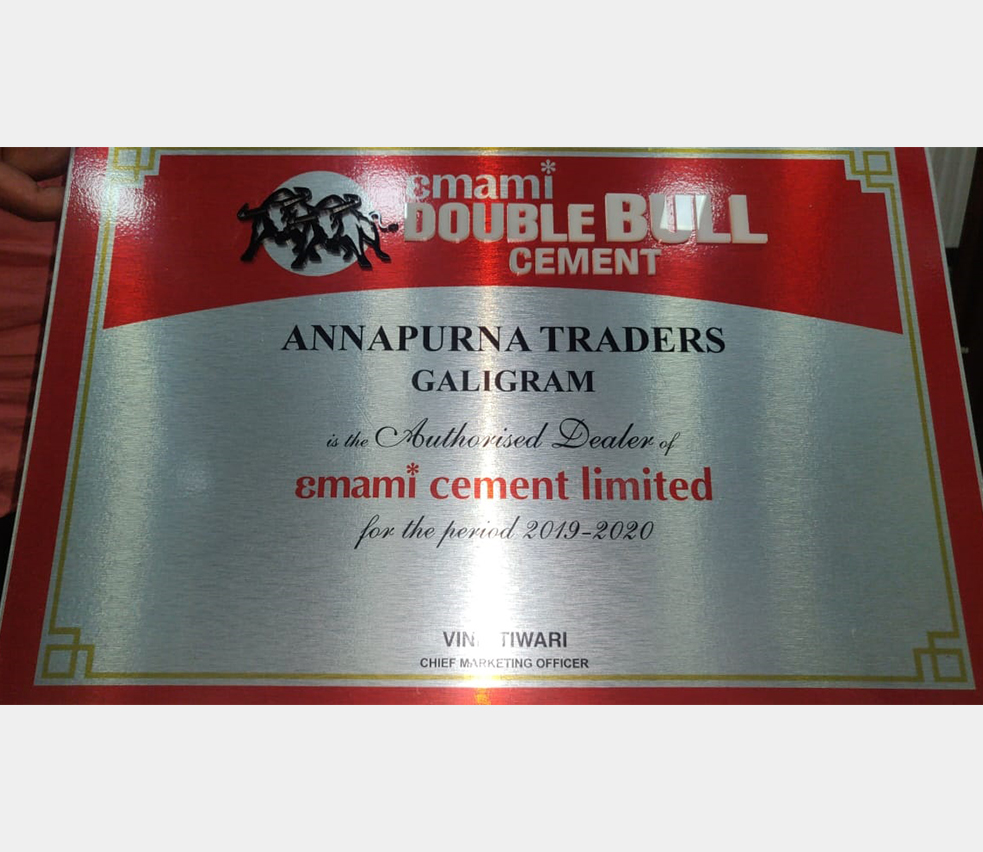 emami*
DOUBLE BULL
CEMENT
ANNAPURNA TRADERS
GALIGRAM
is the Authorised Dealer of
emami* cement limited
for the period 2019-2020
TIWARI
CHIEF MARKETING OFFICER